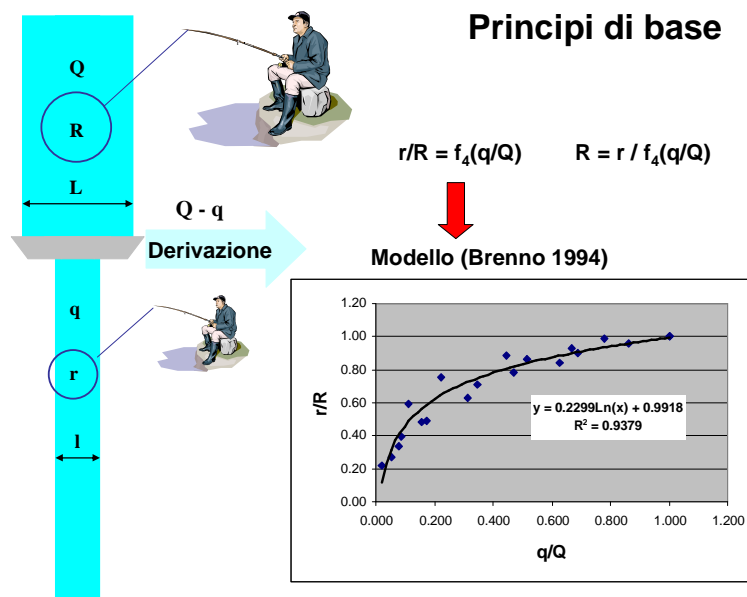 Principi di base
Q
R
L
r/R = f₄(q/Q)
R = r / f₄(q/Q)
Q - q
Derivazione
q
r
l
Modello (Brenno 1994)
1.20
1.00
0.80
0.60
0.40
0.20
0.00
r/R
y = 0.2299Ln(x) + 0.9918
R² = 0.9379
0.000 0.200 0.400 0.600 0.800 1.000 1.200
q/Q